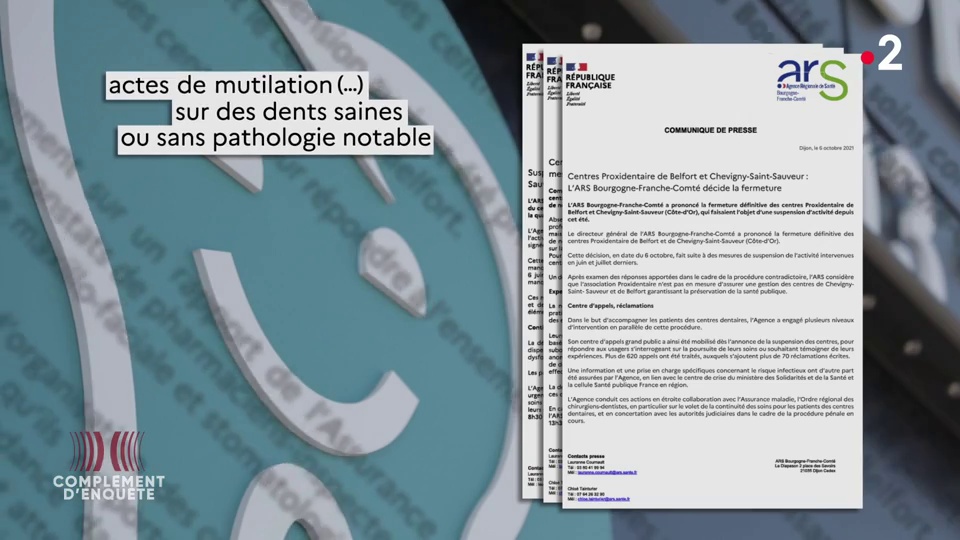 actes de mutilation (...)
sur des dents saines
ou sans pathologie notable
2
RÉPUBLIQUE
FRANÇAISE
Liberté
Égalité
Fraternité
ars
Agence Régionale de Santé
Bourgogne-
Franche-Comté
COMMUNIQUE DE PRESSE
Dijon, le 6 octobre 2021
Centres Proxidentaire de Belfort et Chevigny-Saint-Sauveur :
L'ARS Bourgogne-Franche-Comté décide la fermeture
L'ARS Bourgogne-Franche-Comté a prononcé la fermeture définitive des centres Proxidentaire de
Belfort et Chevigny-Saint-Sauveur (Côte-d'Or), qui faisaient l'objet d'une suspension d'activité depuis
cet été.
Le directeur général de l'ARS Bourgogne-Franche-Comté a prononcé la fermeture définitive des
centres Proxidentaire de Belfort et de Chevigny-Saint-Sauveur (Côte-d'Or).
Cette décision, en date du 6 octobre, fait suite à des mesures de suspension de l'activité intervenues
en juin et juillet derniers.
Après examen des réponses apportées dans le cadre de la procédure contradictoire, l'ARS considère
que l'association Proxidentaire n'est pas en mesure d'assurer une gestion des centres de Chevigny-
Saint- Sauveur et de Belfort garantissant la préservation de la santé publique.
Centre d'appels, réclamations
Dans le but d'accompagner les patients des centres dentaires, l'Agence a engagé plusieurs niveaux
d'intervention en parallèle de cette procédure.
Son centre d'appels grand public a ainsi été mobilisé dès l'annonce de la suspension des centres, pour
répondre aux usagers s'interrogeant sur la poursuite de leurs soins ou souhaitant témoigner de leurs
expériences. Plus de 620 appels ont été traités, auxquels s'ajoutent plus de 70 réclamations écrites.
Une information et une prise en charge spécifiques concernant le risque infectieux ont d'autre part
été assurées par l'Agence, en lien avec le centre de crise du ministère des Solidarités et de la Santé et
la cellule Santé publique France en région.
L'Agence conduit ces actions en étroite collaboration avec l'Assurance maladie, l'Ordre régional des
chirurgiens-dentistes, en particulier sur le volet de la continuité des soins pour les patients des centres
dentaires, et en concertation avec les autorités judiciaires dans le cadre de la procédure pénale en
cours.
Contacts presse
COMPLÉMENT
D'ENQUÊTE